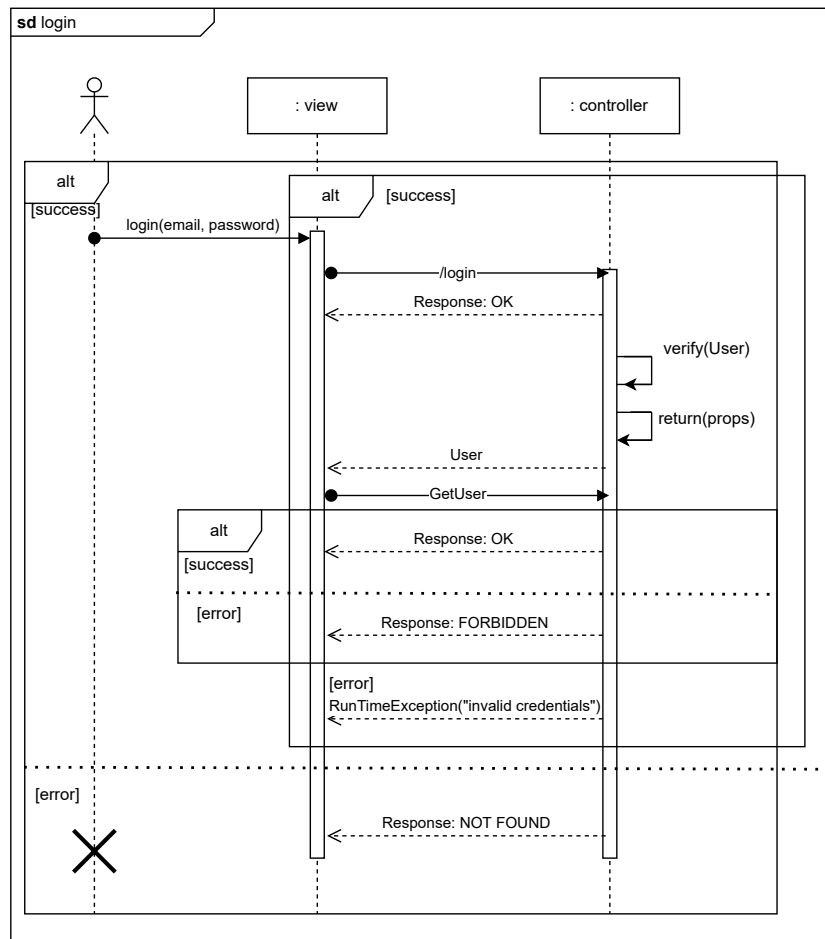 sd login
: view
: controller
alt
alt
[success]
[success]
login(email, password)
/login
Response: OK
verify(User)
return(props)
User
GetUser
alt
Response: OK
[success]
[error]
Response: FORBIDDEN
[error]
RunTimeException("invalid credentials")
[error]
Response: NOT FOUND